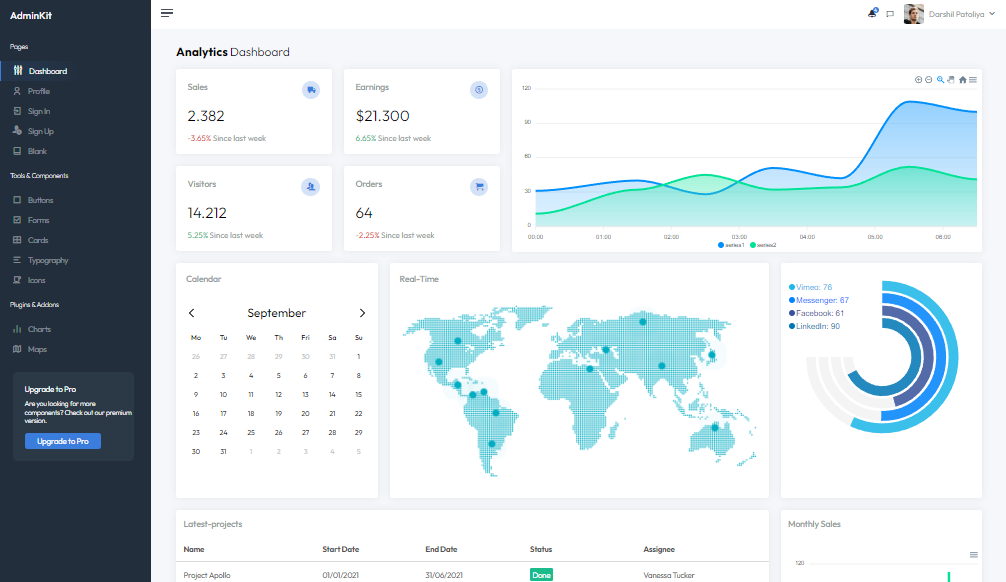 AdminKit
Pages
Dashboard
Profile
Sign In
Sign Up
Blank
Tools & Components
Buttons
Forms
Cards
Typography
Icons
Plugins & Addons
Charts
Maps
Upgrade to Pro
Are you looking for more
components? Check out our premium
version.
Upgrade to Pro
Darshil Pataliya
Analytics Dashboard
Sales
2.382
-3.65% Since last week
Earnings
$21.300
6.65% Since last week
Visitors
14.212
5.25% Since last week
Orders
64
-2.25% Since last week
120
90
60
30
0
00:00 01:00 02:00 03:00 04:00 05:00 06:00
series1 series2
Calendar
September
Mo Tu We Th Fri Sa Su
26 27 28 29 30 31 1
2 3 4 5 6 7 8
9 10 11 12 13 14 15
16 17 18 19 20 21 22
23 24 25 26 27 28 29
30 31 1 2 3 4 5
Real-Time
Vimeo: 76
Messenger: 67
Facebook: 61
LinkedIn: 90
Latest-projects
Name Start Date End Date Status Assignee
Project Apollo 01/01/2021 31/06/2021 Done Vanessa Tucker
Monthly Sales
120